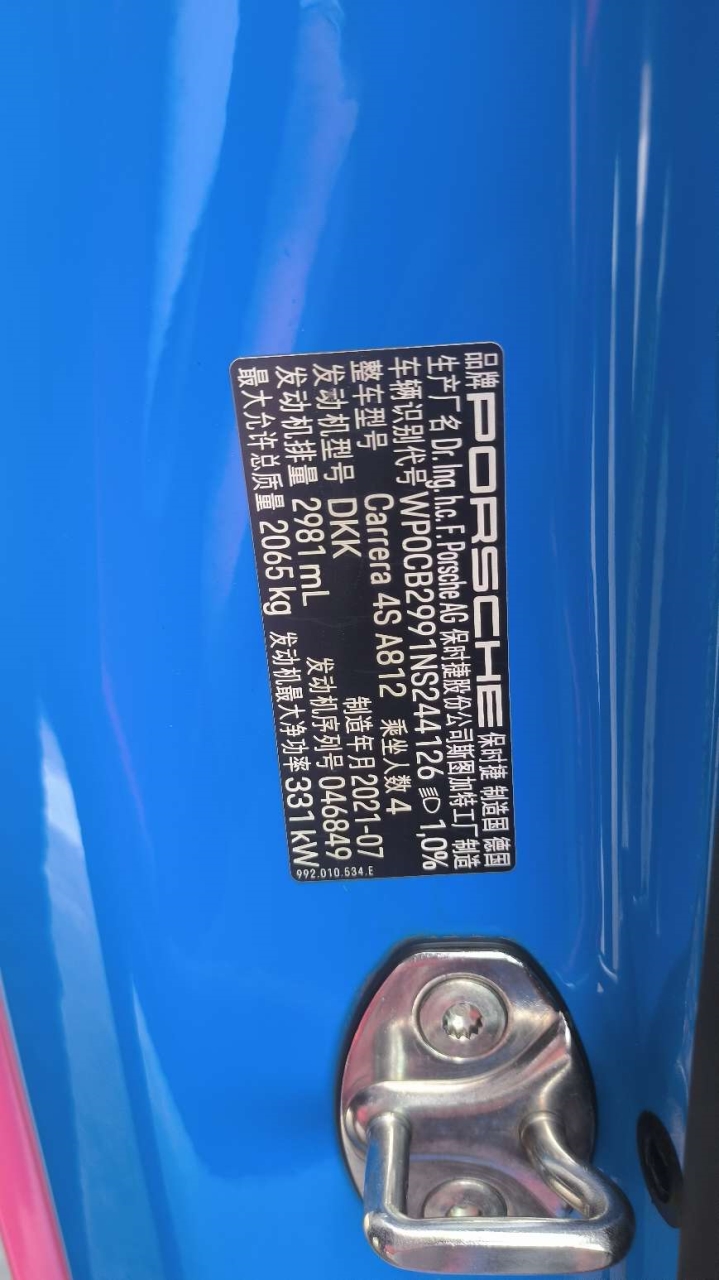 品牌 PORSCHE 保时捷 制造国 德国
生产厂名 Dr. Ing. h.c. F. Porsche AG 保时捷股份公司斯图加特工厂制造
车辆识别代号 WP0CB2991NS244126 1,0%
整车型号 Carrera 4S A812 乘坐人数 4
发动机型号 DKK 制造年月 2021-07
发动机排量 2981 mL 发动机序列号 046849
最大允许总质量 2065 kg 发动机最大净功率 331 kW
992.010.534.E